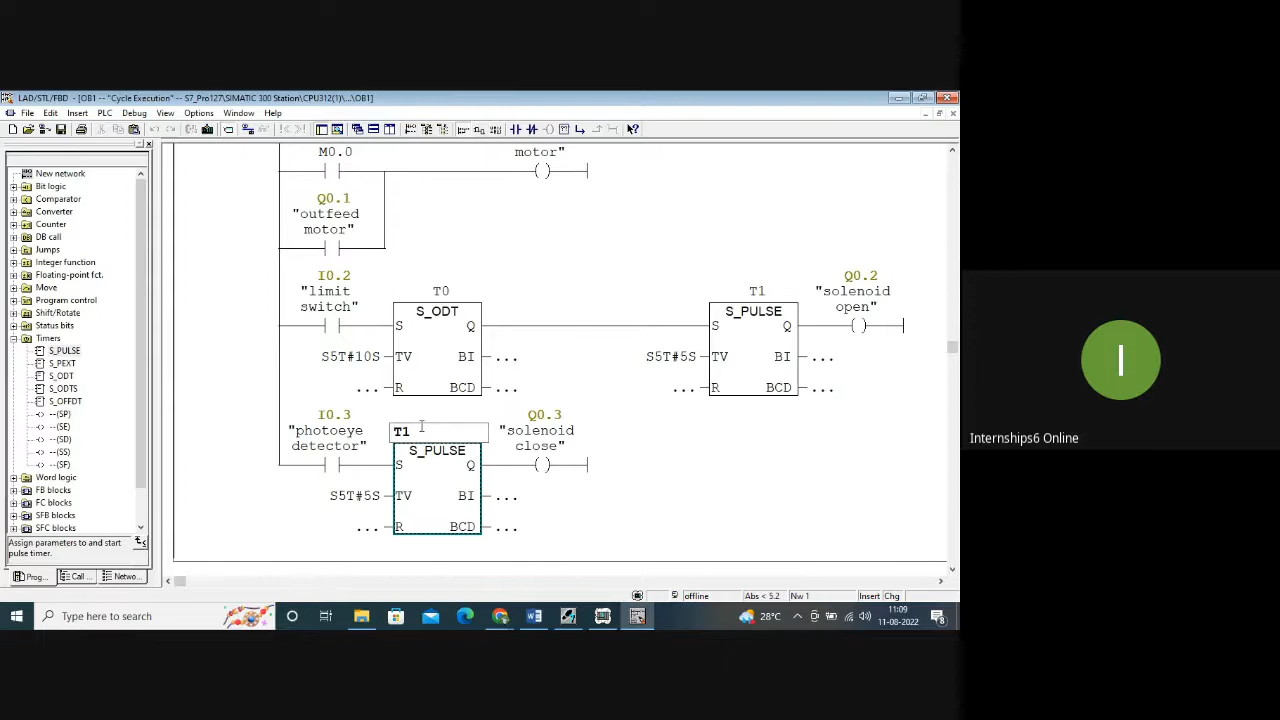 LAD/STL/FBD - [OB1 -- "Cycle Execution" -- S7_Pro127\SIMATIC 300 Station\CPU312(1)\...\OB1]
File Edit Insert PLC Debug View Options Window Help
New network
Bit logic
Comparator
Converter
Counter
DB call
Jumps
Integer function
Floating-point fct.
Move
Program control
Shift/Rotate
Status bits
Timers
S_PULSE
S_PEXT
S_ODT
S_ODTS
S_OFFDT
--(SP)
--(SE)
--(SD)
--(SS)
--(SF)
Word logic
FB blocks
FC blocks
SFB blocks
SFC blocks
Assign parameters to and start
pulse timer.
Prog... Call ... Netwo...
M0.0 motor"
Q0.1
"outfeed
motor"
I0.2 Q0.2
"limit T0 T1 "solenoid
switch" S_ODT S_PULSE open"
S Q S Q
S5T#10S TV BI ... S5T#5S TV BI ...
... R BCD ... ... R BCD ...
I0.3 Q0.3
"photoeye T1 "solenoid
detector" S_PULSE close"
S Q
S5T#5S TV BI ...
... R BCD ...
offline Abs < 5.2 Nw 1 Insert Chg
Type here to search 28°C 11:09
11-08-2022 8
I
Internships6 Online